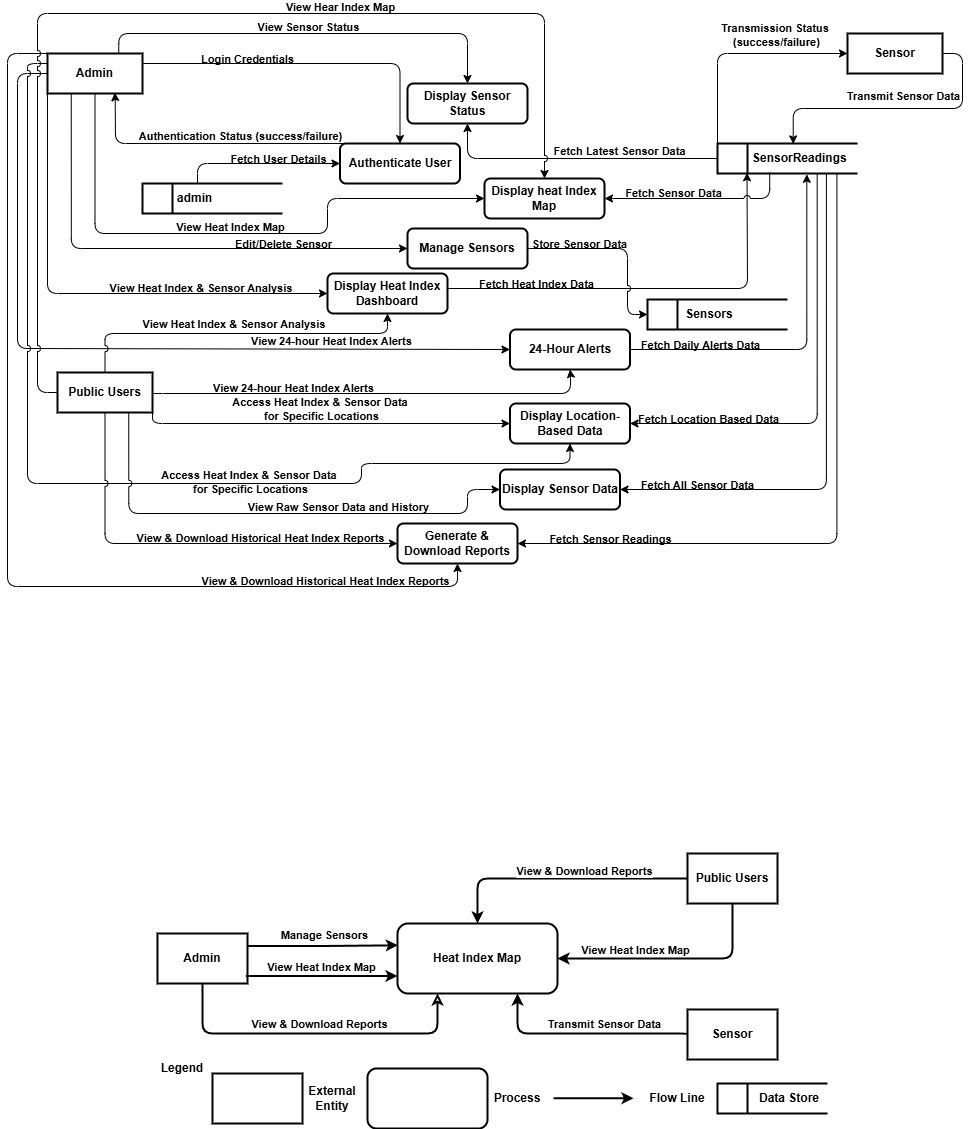 View Hear Index Map
View Sensor Status
Transmission Status
(success/failure)
Sensor
Login Credentials
Admin
Display Sensor
Status
Transmit Sensor Data
Authentication Status (success/failure)
Fetch Latest Sensor Data
SensorReadings
Fetch User Details
Authenticate User
admin
Display heat Index
Map
Fetch Sensor Data
View Heat Index Map
Edit/Delete Sensor
Manage Sensors
Store Sensor Data
View Heat Index & Sensor Analysis
Display Heat Index
Dashboard
Fetch Heat Index Data
Sensors
View Heat Index & Sensor Analysis
View 24-hour Heat Index Alerts
24-Hour Alerts
Fetch Daily Alerts Data
Public Users
View 24-hour Heat Index Alerts
Access Heat Index & Sensor Data
for Specific Locations
Display Location-
Based Data
Fetch Location Based Data
Access Heat Index & Sensor Data
for Specific Locations
Display Sensor Data
Fetch All Sensor Data
View Raw Sensor Data and History
View & Download Historical Heat Index Reports
Generate &
Download Reports
Fetch Sensor Readings
View & Download Historical Heat Index Reports
View & Download Reports
Public Users
Manage Sensors
Admin
Heat Index Map
View Heat Index Map
View Heat Index Map
View & Download Reports
Transmit Sensor Data
Sensor
Legend
External
Entity
Process
Flow Line
Data Store